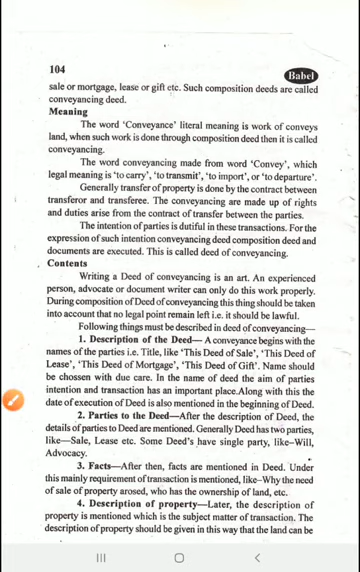 104
Babel
sale or mortgage, lease or gift etc. Such composition deeds are called
conveyancing deed.
Meaning
The word 'Conveyance' literal meaning is work of conveys
land, when such work is done through composition deed then it is called
conveyancing.
The word conveyancing made from word 'Convey', which
legal meaning is 'to carry', 'to transmit', 'to import', or 'to departure'.
Generally transfer of property is done by the contract between
transferor and transferee. The conveyancing are made up of rights
and duties arise from the contract of transfer between the parties.
The intention of parties is dutiful in these transactions. For the
expression of such intention conveyancing deed composition deed and
documents are executed. This is called deed of conveyancing.
Contents
Writing a Deed of conveyancing is an art. An experienced
person, advocate or document writer can only do this work properly.
During composition of Deed of conveyancing this thing should be taken
into account that no legal point remain left i.e. it should be lawful.
Following things must be described in deed of conveyancing—
1. Description of the Deed— A conveyance begins with the
names of the parties i.e. Title, like 'This Deed of Sale', 'This Deed of
Lease', 'This Deed of Mortgage', 'This Deed of Gift'. Name should
be chossen with due care. In the name of deed the aim of parties
intention and transaction has an important place.Along with this the
date of execution of Deed is also mentioned in the beginning of Deed.
2. Parties to the Deed—After the description of Deed, the
details of parties to Deed are mentioned. Generally Deed has two parties,
like—Sale, Lease etc. Some Deed's have single party, like–Will,
Advocacy.
3. Facts—After then, facts are mentioned in Deed. Under
this mainly requirement of transaction is mentioned, like–Why the need
of sale of property arosed, who has the ownership of land, etc.
4. Description of property—Later, the description of
property is mentioned which is the subject matter of transaction. The
description of property should be given in this way that the land can be